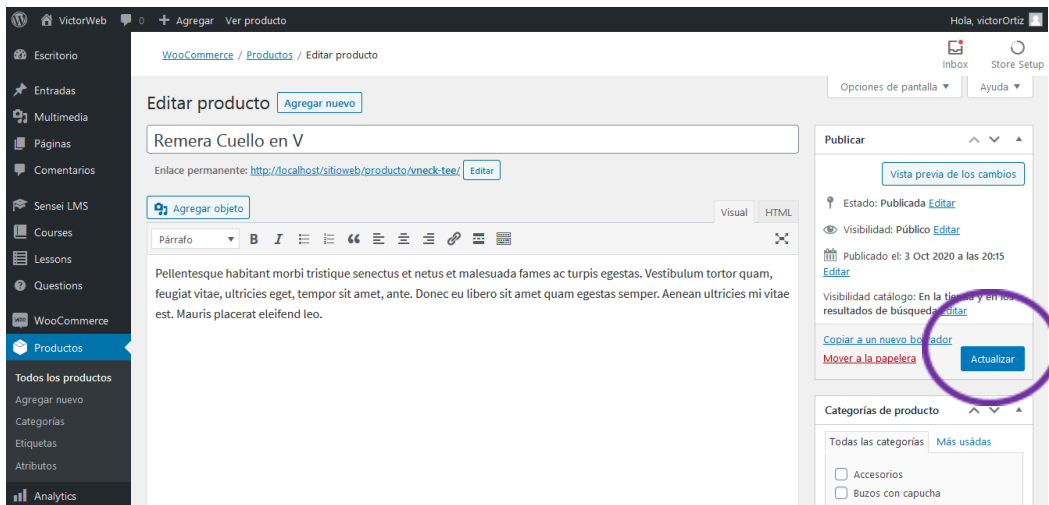 VictorWeb 0 + Agregar Ver producto Hola, victorOrtiz
Escritorio
Entradas
Multimedia
Páginas
Comentarios
Sensei LMS
Courses
Lessons
Questions
WooCommerce
Productos
Todos los productos
Agregar nuevo
Categorías
Etiquetas
Atributos
Analytics
WooCommerce / Productos / Editar producto
Inbox Store Setup
Opciones de pantalla ▼ Ayuda ▼
Editar producto Agregar nuevo
Remera Cuello en V
Enlace permanente: http://localhost/sitioweb/producto/vneck-tee/ Editar
Agregar objeto
Visual HTML
Párrafo B I
Pellentesque habitant morbi tristique senectus et netus et malesuada fames ac turpis egestas. Vestibulum tortor quam,
feugiat vitae, ultricies eget, tempor sit amet, ante. Donec eu libero sit amet quam egestas semper. Aenean ultricies mi vitae
est. Mauris placerat eleifend leo.
Publicar
Vista previa de los cambios
Estado: Publicada Editar
Visibilidad: Público Editar
Publicado el: 3 Oct 2020 a las 20:15
Editar
Visibilidad catálogo: En la tienda y en los
resultados de búsqueda Editar
Copiar a un nuevo borrador
Mover a la papelera Actualizar
Categorías de producto
Todas las categorías Más usádas
Accesorios
Buzos con capucha